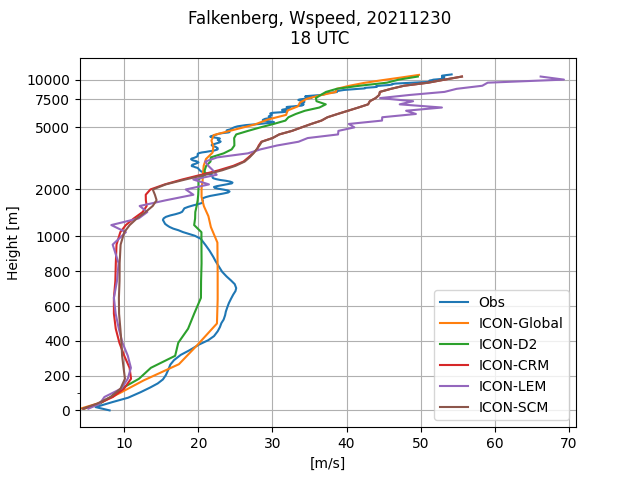 Falkenberg, Wspeed, 20211230
18 UTC
Height [m]
10000
7500
5000
2000
1000
800
600
400
200
0
Obs
ICON-Global
ICON-D2
ICON-CRM
ICON-LEM
ICON-SCM
10 20 30 40 50 60 70
[m/s]